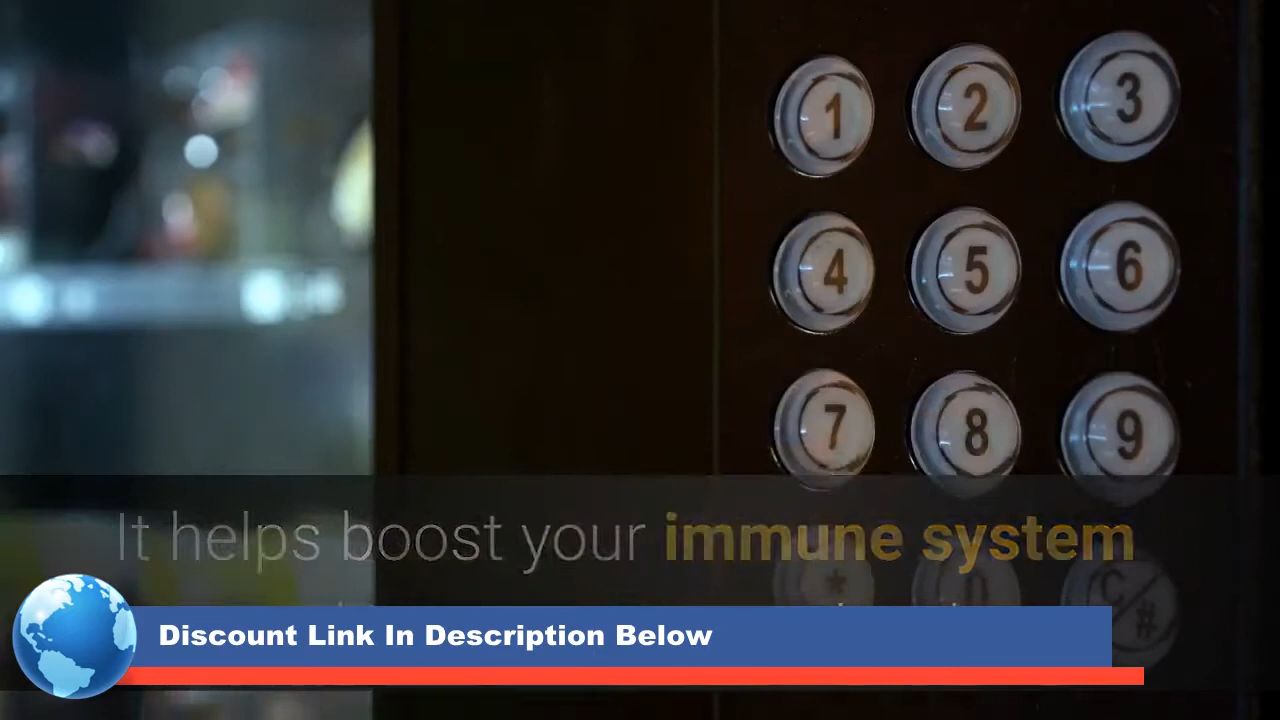 1 2 3
4 5 6
7 8 9
* 0 C/#
It helps boost your immune system
Discount Link In Description Below